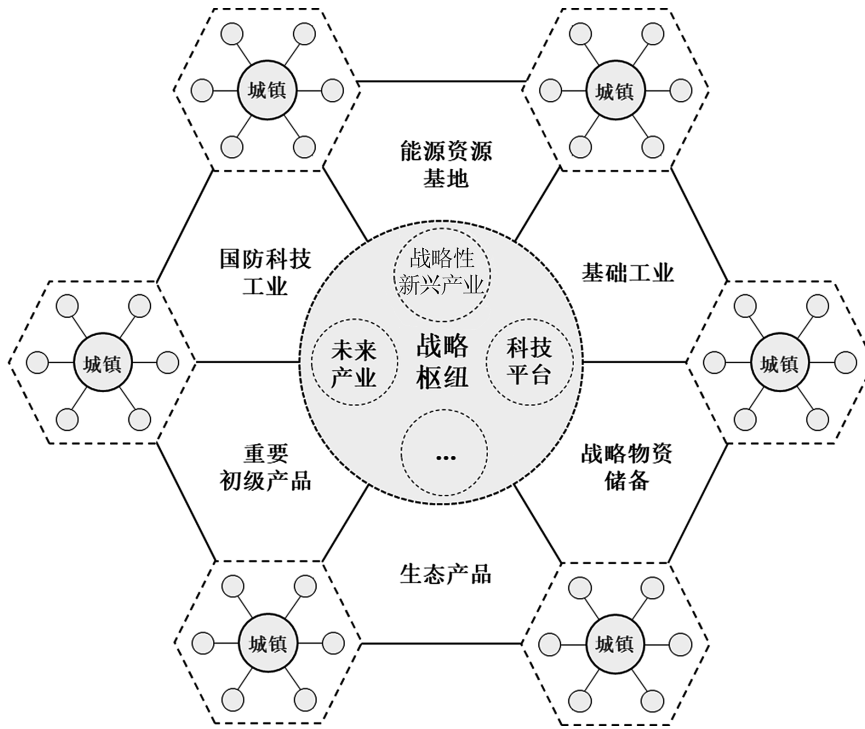 城镇
城镇
能源资源
基地
国防科技
工业
战略性
新兴产业
基础工业
城镇
未来
产业
战略
枢纽
科技
平台
城镇
重要
初级产品
...
战略物资
储备
生态产品
城镇
城镇